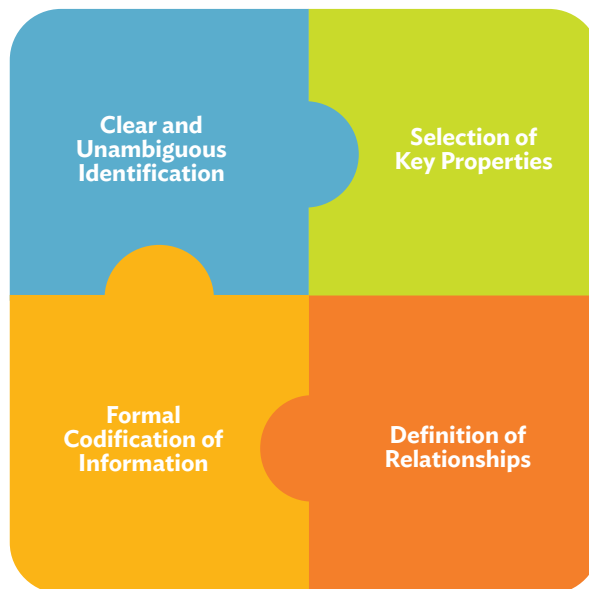 Clear and
Unambiguous
Identification
Selection of
Key Properties
Formal
Codification of
Information
Definition of
Relationships